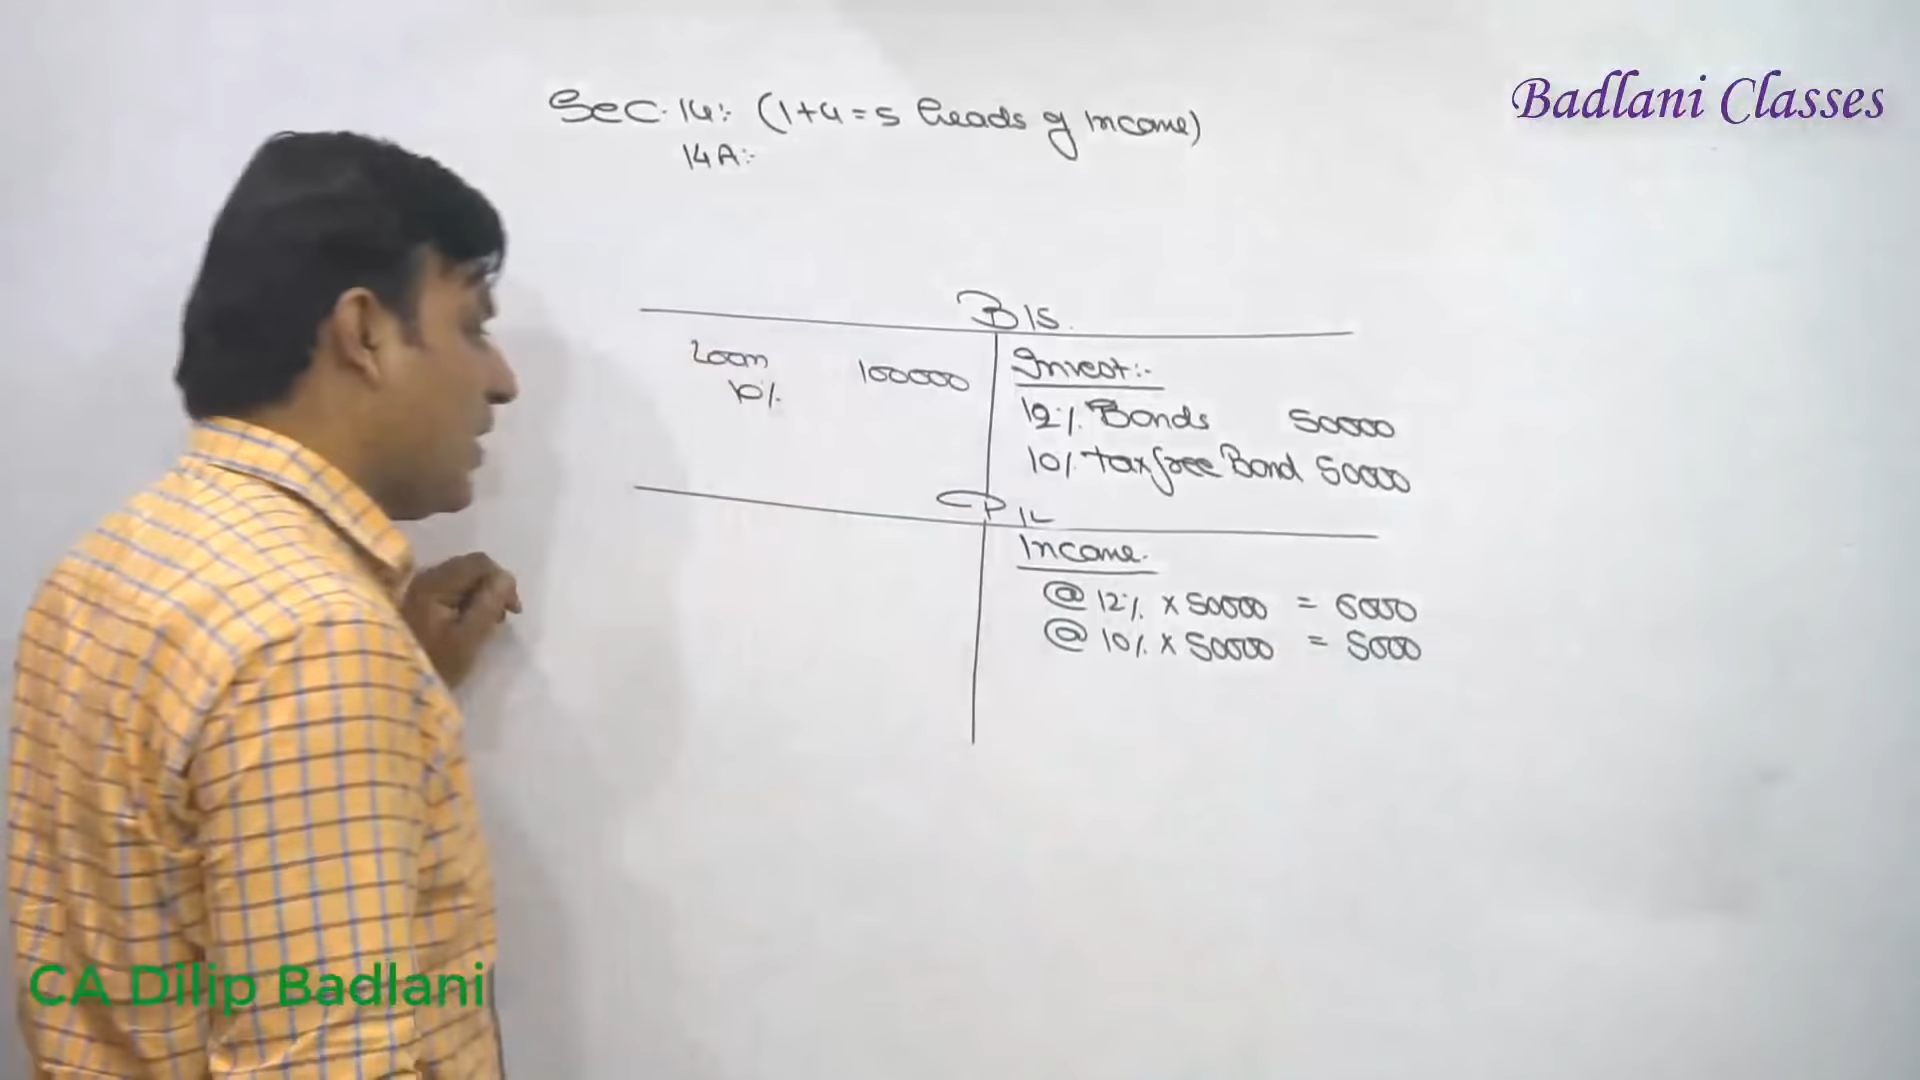 Badlani Classes
Sec. 14:- (1+4=5 heads of Income)
14A:-
B/S.
Loan 100000
10%
Invest:-
12% Bonds 50000
10% taxfree Bond 50000
P/L
Income.
@ 12% × 50000 = 6000
@ 10% × 50000 = 5000
CA Dilip Badlani